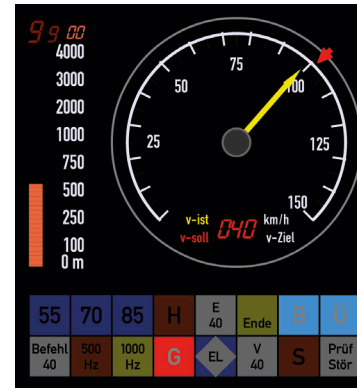 99 00
4000
3000
2000
1000
750
500
250
100
0 m
25
50
75
100
125
150
v-ist
v-soll
040
km/h
v-Ziel
55 70 85 H E 40 Ende B Ü
Befehl 40 500 Hz 1000 Hz G EL V 40 S Prüf Stör